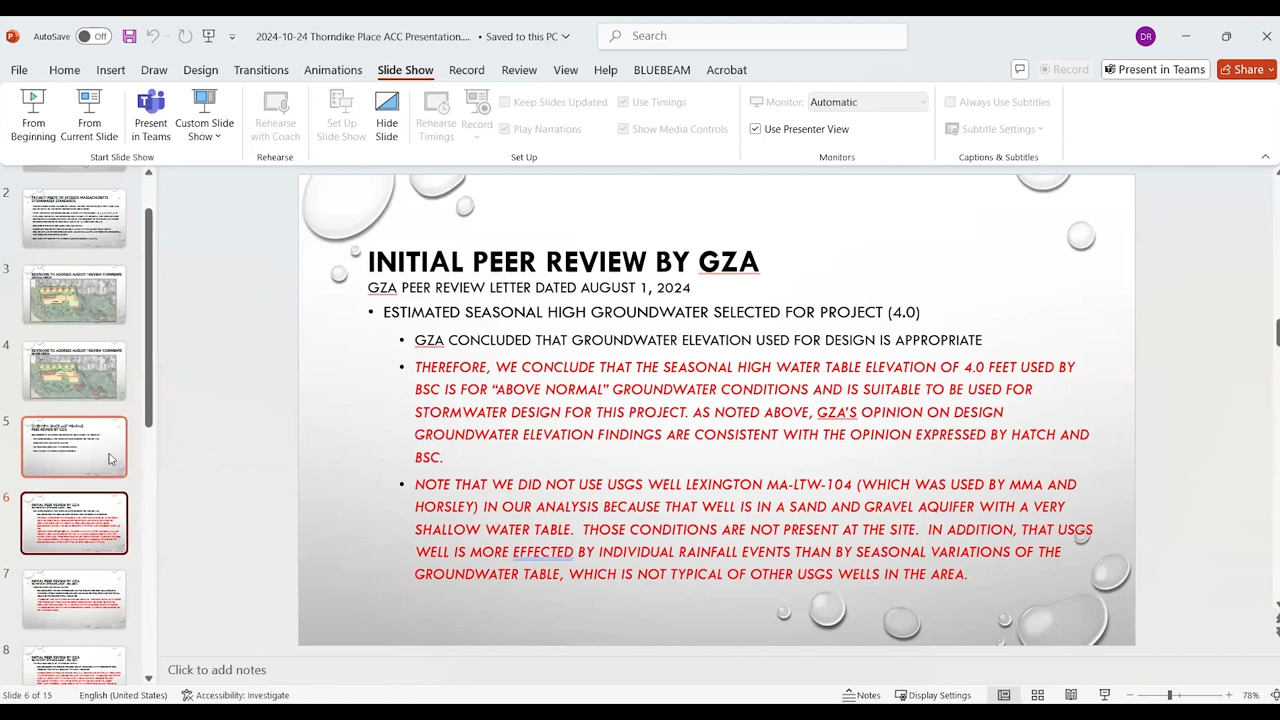 AutoSave Off 2024-10-24 Thorndike Place ACC Presentation.... • Saved to this PC Search DR
File Home Insert Draw Design Transitions Animations Slide Show Record Review View Help BLUEBEAM Acrobat Record Present in Teams Share
From Beginning
From Current Slide
Present in Teams
Custom Slide Show
Rehearse with Coach
Set Up Slide Show
Hide Slide
Rehearse Timings
Record
Keep Slides Updated
Play Narrations
Use Timings
Show Media Controls
Monitor: Automatic
Use Presenter View
Always Use Subtitles
Subtitle Settings
Start Slide Show Rehearse Set Up Monitors Captions & Subtitles
2
3
4
5
6
7
8
INITIAL PEER REVIEW BY GZA
GZA PEER REVIEW LETTER DATED AUGUST 1, 2024
• ESTIMATED SEASONAL HIGH GROUNDWATER SELECTED FOR PROJECT (4.0)
• GZA CONCLUDED THAT GROUNDWATER ELEVATION USED FOR DESIGN IS APPROPRIATE
• THEREFORE, WE CONCLUDE THAT THE SEASONAL HIGH WATER TABLE ELEVATION OF 4.0 FEET USED BY
BSC IS FOR “ABOVE NORMAL” GROUNDWATER CONDITIONS AND IS SUITABLE TO BE USED FOR
STORMWATER DESIGN FOR THIS PROJECT. AS NOTED ABOVE, GZA'S OPINION ON DESIGN
GROUNDWATER ELEVATION FINDINGS ARE CONSISTENT WITH THE OPINION EXPRESSED BY HATCH AND
BSC.
• NOTE THAT WE DID NOT USE USGS WELL LEXINGTON MA-LTW-104 (WHICH WAS USED BY MMA AND
HORSLEY) IN OUR ANALYSIS BECAUSE THAT WELL IS IN A SAND AND GRAVEL AQUIFER WITH A VERY
SHALLOW WATER TABLE. THOSE CONDITIONS ARE NOT PRESENT AT THE SITE. IN ADDITION, THAT USGS
WELL IS MORE EFFECTED BY INDIVIDUAL RAINFALL EVENTS THAN BY SEASONAL VARIATIONS OF THE
GROUNDWATER TABLE, WHICH IS NOT TYPICAL OF OTHER USGS WELLS IN THE AREA.
Click to add notes
Slide 6 of 15 English (United States) Accessibility: Investigate Notes Display Settings 78%